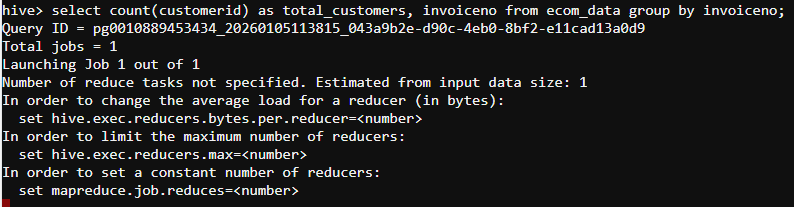 hive> select count(customerid) as total_customers, invoiceno from ecom_data group by invoiceno;
Query ID = pg0010889453434_20260105113815_043a9b2e-d90c-4eb0-8bf2-e11cad13a0d9
Total jobs = 1
Launching Job 1 out of 1
Number of reduce tasks not specified. Estimated from input data size: 1
In order to change the average load for a reducer (in bytes):
  set hive.exec.reducers.bytes.per.reducer=<number>
In order to limit the maximum number of reducers:
  set hive.exec.reducers.max=<number>
In order to set a constant number of reducers:
  set mapreduce.job.reduces=<number>